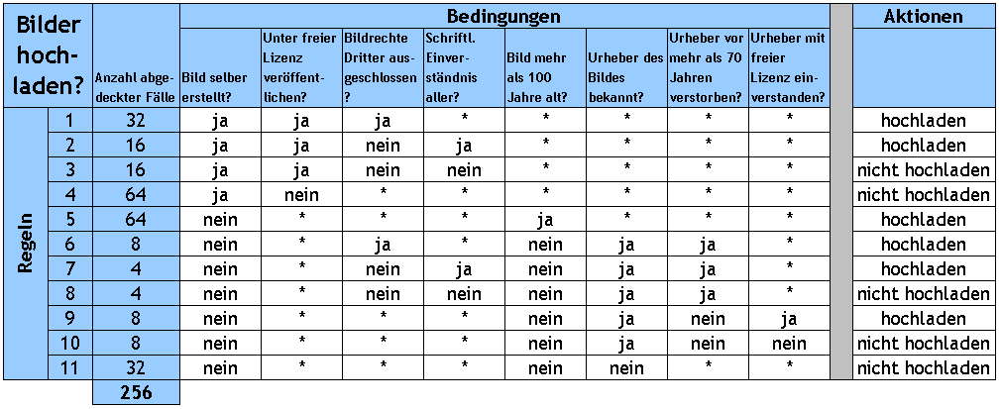 Bilder hoch-laden?
Bedingungen
Aktionen
Anzahl abge-
deckter Fälle
Bild selber
erstellt?
Unter freier
Lizenz
veröffent-
lichen?
Bildrechte
Dritter aus-
geschlossen
?
Schriftl.
Einver-
ständnis
aller?
Bild mehr
als 100
Jahre alt?
Urheber des
Bildes
bekannt?
Urheber vor
mehr als 70
Jahren
verstorben?
Urheber mit
freier
Lizenz ein-
verstanden?
Regeln
1 32 ja ja ja * * * * * hochladen
2 16 ja ja nein ja * * * * hochladen
3 16 ja ja nein nein * * * * nicht hochladen
4 64 ja nein * * * * * * nicht hochladen
5 64 nein * * * ja * * * hochladen
6 8 nein * ja * nein ja ja * hochladen
7 4 nein * nein ja nein ja ja * hochladen
8 4 nein * nein nein nein ja ja * nicht hochladen
9 8 nein * * * nein ja nein ja hochladen
10 8 nein * * * nein ja nein nein nicht hochladen
11 32 nein * * * nein nein * * nicht hochladen
256